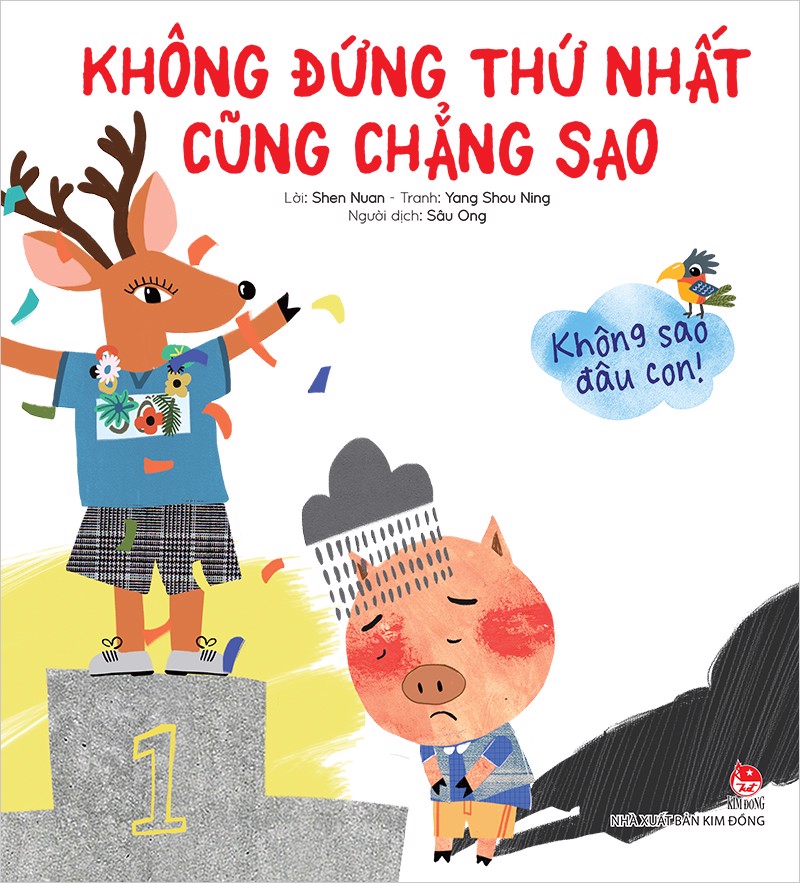 KHÔNG ĐỨNG THỨ NHẤT
CŨNG CHẲNG SAO
Lời: Shen Nuan - Tranh: Yang Shou Ning
Người dịch: Sâu Ong
Không sao
đâu con!
1
KIM ĐỒNG
NHÀ XUẤT BẢN KIM ĐỒNG